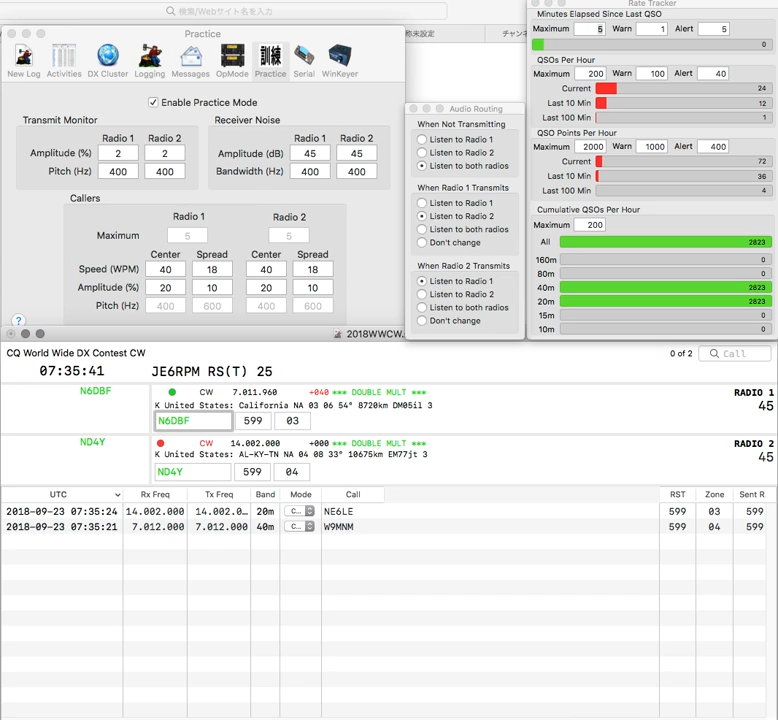 検索/Webサイト名を入力
Practice
New Log Activities DX Cluster Logging Messages OpMode Practice Serial WinKeyer
訓練
Enable Practice Mode
Transmit Monitor
Radio 1 Radio 2
Amplitude (%) 2 2
Pitch (Hz) 400 400
Receiver Noise
Radio 1 Radio 2
Amplitude (dB) 45 45
Bandwidth (Hz) 400 400
Callers
Radio 1 Radio 2
Maximum 5 5
Center Spread Center Spread
Speed (WPM) 40 18 40 18
Amplitude (%) 20 10 20 10
Pitch (Hz) 400 600 400 600
?
称未設定
チャンネ
Audio Routing
When Not Transmitting
Listen to Radio 1
Listen to Radio 2
Listen to both radios
When Radio 1 Transmits
Listen to Radio 1
Listen to Radio 2
Listen to both radios
Don't change
When Radio 2 Transmits
Listen to Radio 1
Listen to Radio 2
Listen to both radios
Don't change
Rate Tracker
Minutes Elapsed Since Last QSO
Maximum 5 Warn 1 Alert 5
0
QSOs Per Hour
Maximum 200 Warn 100 Alert 40
Current 24
Last 10 Min 12
Last 100 Min 1
QSO Points Per Hour
Maximum 2000 Warn 1000 Alert 400
Current 72
Last 10 Min 36
Last 100 Min 4
Cumulative QSOs Per Hour
Maximum 200
All 2823
160m 0
80m 0
40m 2823
20m 2823
15m 0
10m 0
2018WWCW.
CQ World Wide DX Contest CW
0 of 2 Call
07:35:41 JE6RPM RS(T) 25
N6DBF CW 7.011.960 +040 *** DOUBLE MULT *** RADIO 1
K United States: California NA 03 06 54° 8720km DM05il 3 45
N6DBF 599 03
ND4Y CW 14.002.000 +000 *** DOUBLE MULT *** RADIO 2
K United States: AL-KY-TN NA 04 08 33° 10675km EM77jt 3 45
ND4Y 599 04
UTC Rx Freq Tx Freq Band Mode Call RST Zone Sent R
2018-09-23 07:35:24 14.002.000 14.002.0… 20m C… NE6LE 599 03 599
2018-09-23 07:35:21 7.012.000 7.012.000 40m C… W9MNM 599 04 599